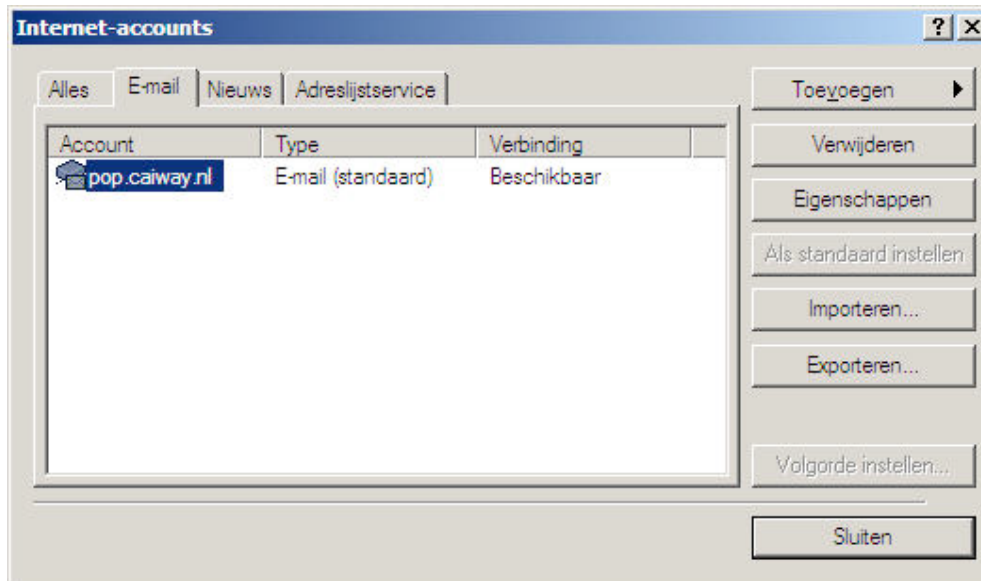 Internet-accounts
Alles E-mail Nieuws Adreslijstservice
Account Type Verbinding
pop.caiway.nl E-mail (standaard) Beschikbaar
Toevoegen
Verwijderen
Eigenschappen
Als standaard instellen
Importeren...
Exporteren...
Volgorde instellen...
Sluiten